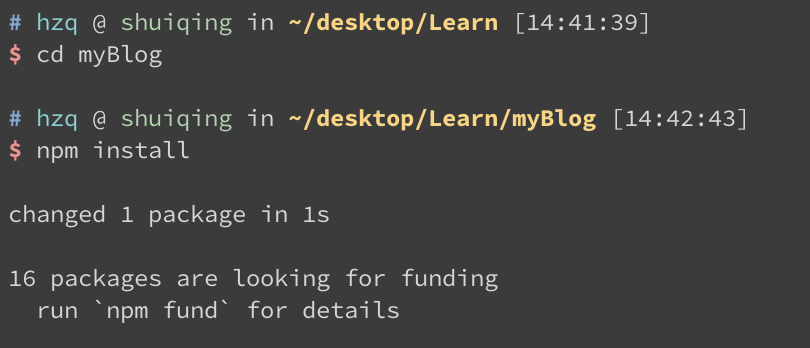 # hzq @ shuiqing in ~/desktop/Learn [14:41:39]
$ cd myBlog
# hzq @ shuiqing in ~/desktop/Learn/myBlog [14:42:43]
$ npm install
changed 1 package in 1s
16 packages are looking for funding
  run `npm fund` for details